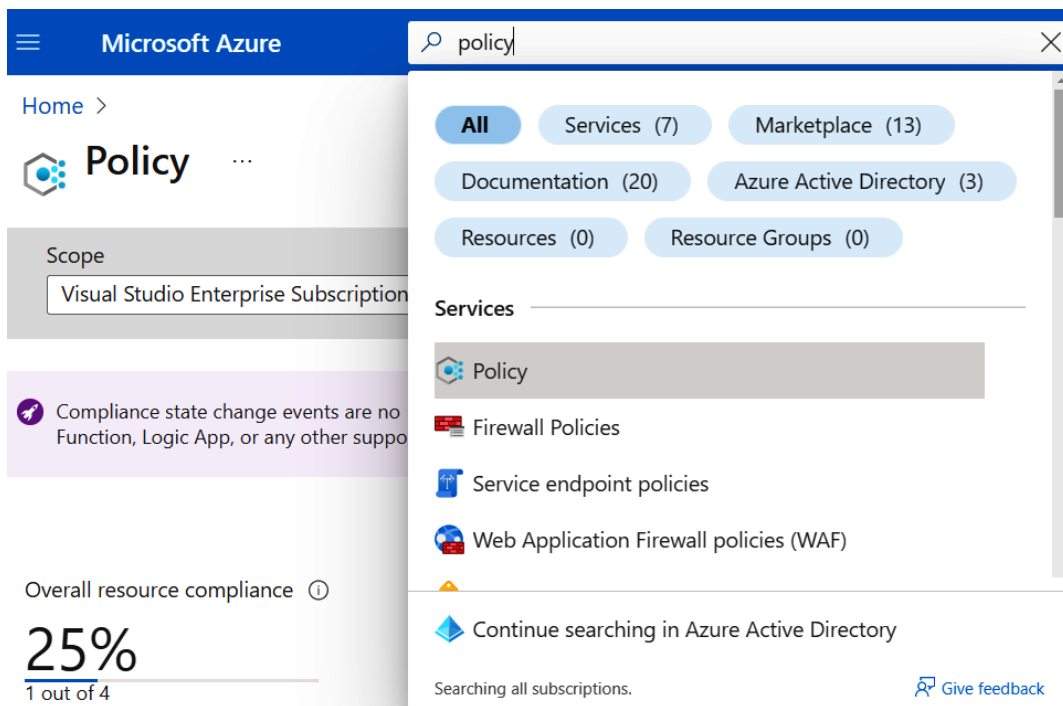 Microsoft Azure
policy
Home >
Policy
...
Scope
Visual Studio Enterprise Subscription
Compliance state change events are no
Function, Logic App, or any other suppo
Overall resource compliance
25%
1 out of 4
All
Services (7)
Marketplace (13)
Documentation (20)
Azure Active Directory (3)
Resources (0)
Resource Groups (0)
Services
Policy
Firewall Policies
Service endpoint policies
Web Application Firewall policies (WAF)
Continue searching in Azure Active Directory
Searching all subscriptions.
Give feedback